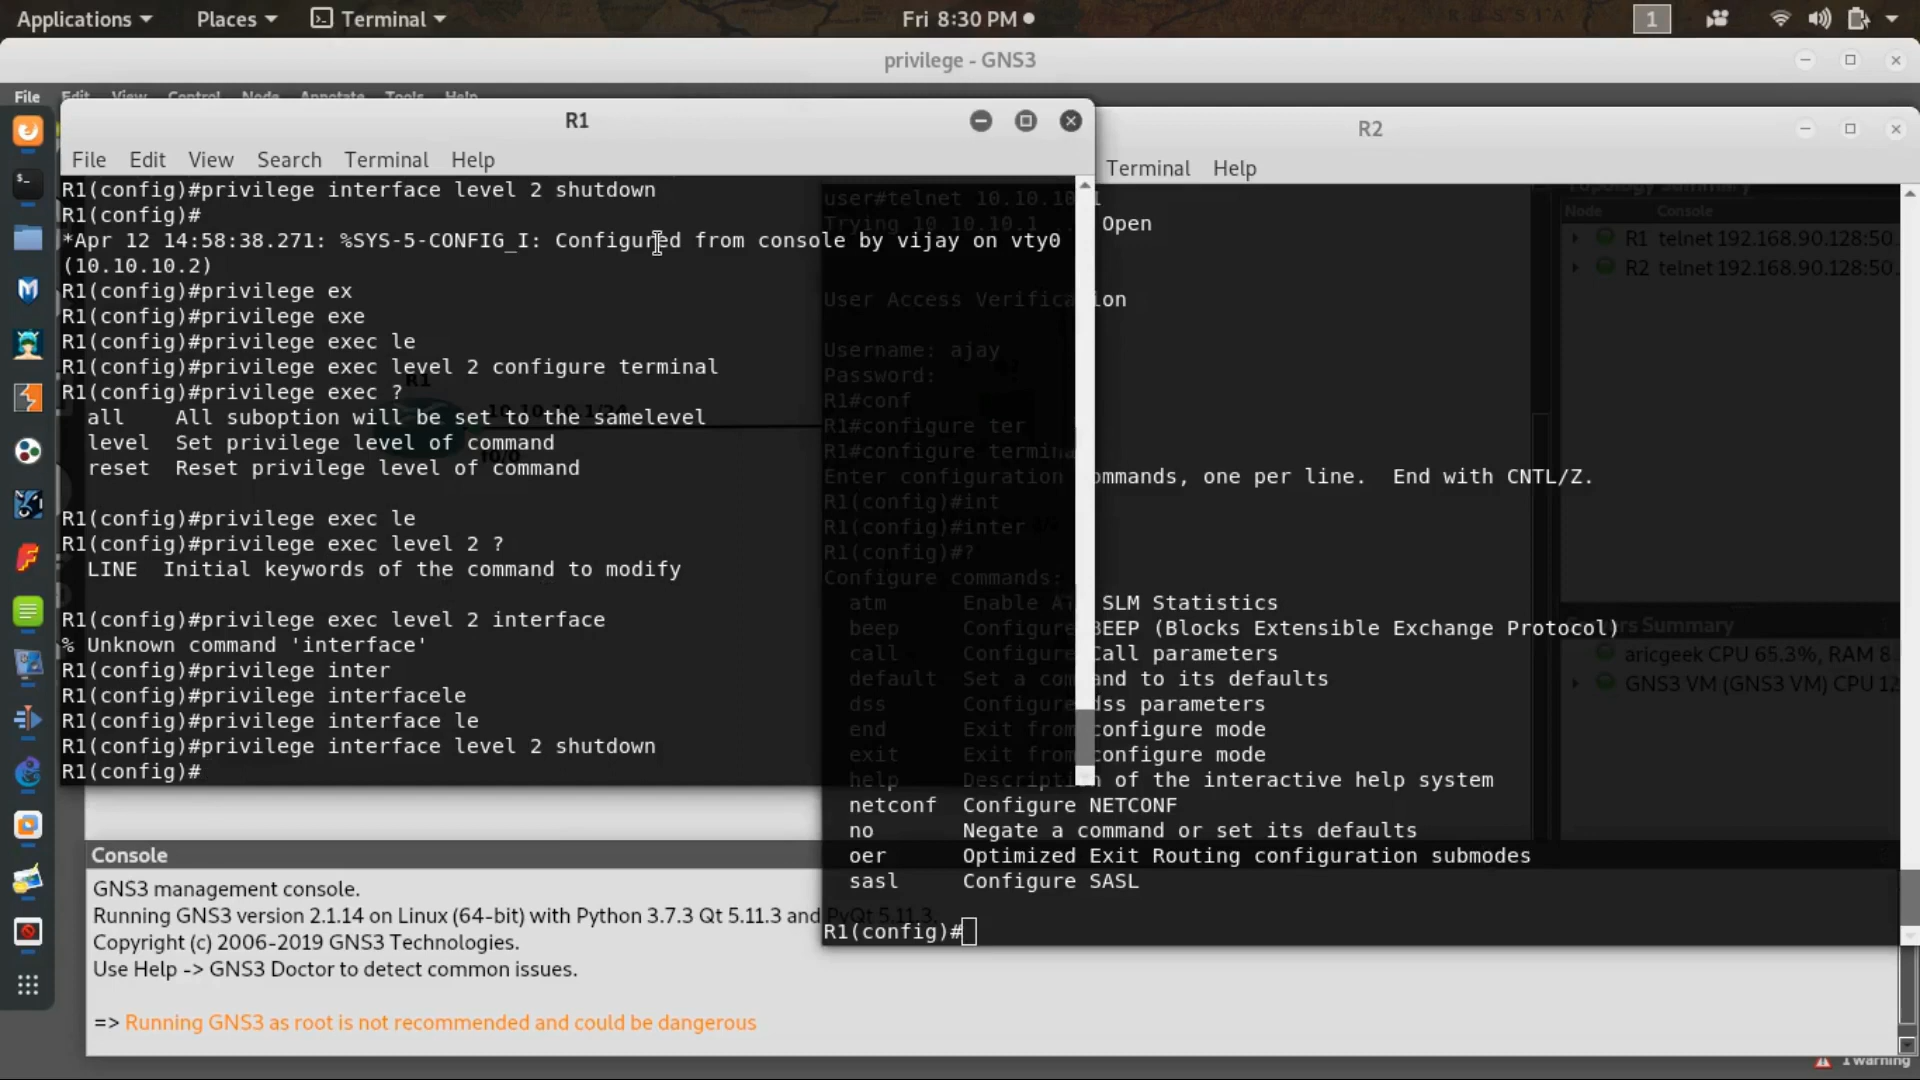 Applications
Places
Terminal
Fri 8:30 PM
1
privilege - GNS3
File Edit View Control Node Annotate Tools Help
R1
File Edit View Search Terminal Help
R1(config)#privilege interface level 2 shutdown
R1(config)#
*Apr 12 14:58:38.271: %SYS-5-CONFIG_I: Configured from console by vijay on vty0
(10.10.10.2)
R1(config)#privilege ex
R1(config)#privilege exe
R1(config)#privilege exec le
R1(config)#privilege exec level 2 configure terminal
R1(config)#privilege exec ?
all All suboption will be set to the samelevel
level Set privilege level of command
reset Reset privilege level of command
R1(config)#privilege exec le
R1(config)#privilege exec level 2 ?
LINE Initial keywords of the command to modify
R1(config)#privilege exec level 2 interface
% Unknown command 'interface'
R1(config)#privilege inter
R1(config)#privilege interfacele
R1(config)#privilege interface le
R1(config)#privilege interface level 2 shutdown
R1(config)#
R2
Terminal Help
user#telnet 10.10.10.1
Trying 10.10.10.1 ... Open
User Access Verification
Username: ajay
Password:
R1#conf
R1#configure ter
R1#configure termina
Enter configuration commands, one per line. End with CNTL/Z.
R1(config)#int
R1(config)#inter
R1(config)#?
Configure commands:
atm Enable ATM SLM Statistics
beep Configure BEEP (Blocks Extensible Exchange Protocol)
call Configure Call parameters
default Set a command to its defaults
dss Configure dss parameters
end Exit from configure mode
exit Exit from configure mode
help Description of the interactive help system
netconf Configure NETCONF
no Negate a command or set its defaults
oer Optimized Exit Routing configuration submodes
sasl Configure SASL
R1(config)#
Topology Summary
Node Console
R1 telnet 192.168.90.128:50
R2 telnet 192.168.90.128:50
Summary
aricgeek CPU 65.3%, RAM 8.
GNS3 VM (GNS3 VM) CPU 12
Console
GNS3 management console.
Running GNS3 version 2.1.14 on Linux (64-bit) with Python 3.7.3 Qt 5.11.3 and PyQt 5.11.3.
Copyright (c) 2006-2019 GNS3 Technologies.
Use Help -> GNS3 Doctor to detect common issues.
=> Running GNS3 as root is not recommended and could be dangerous
1 warning